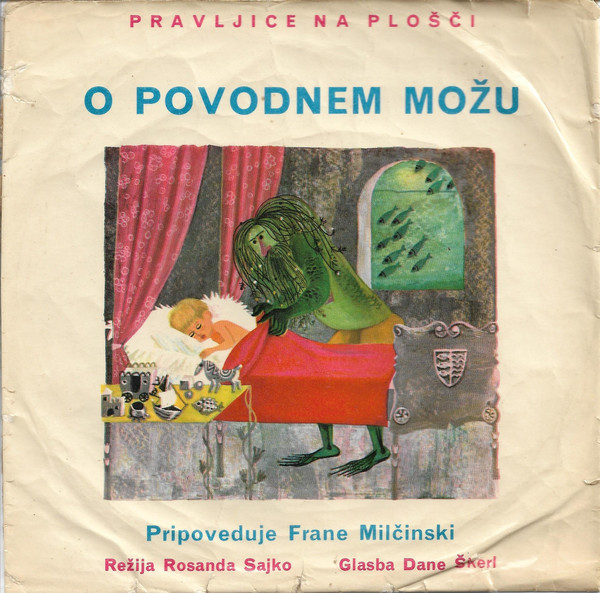 PRAVLJICE NA PLOŠČI
O POVODNEM MOŽU
Pripoveduje Frane Milčinski
Režija Rosanda Sajko Glasba Dane Škerl